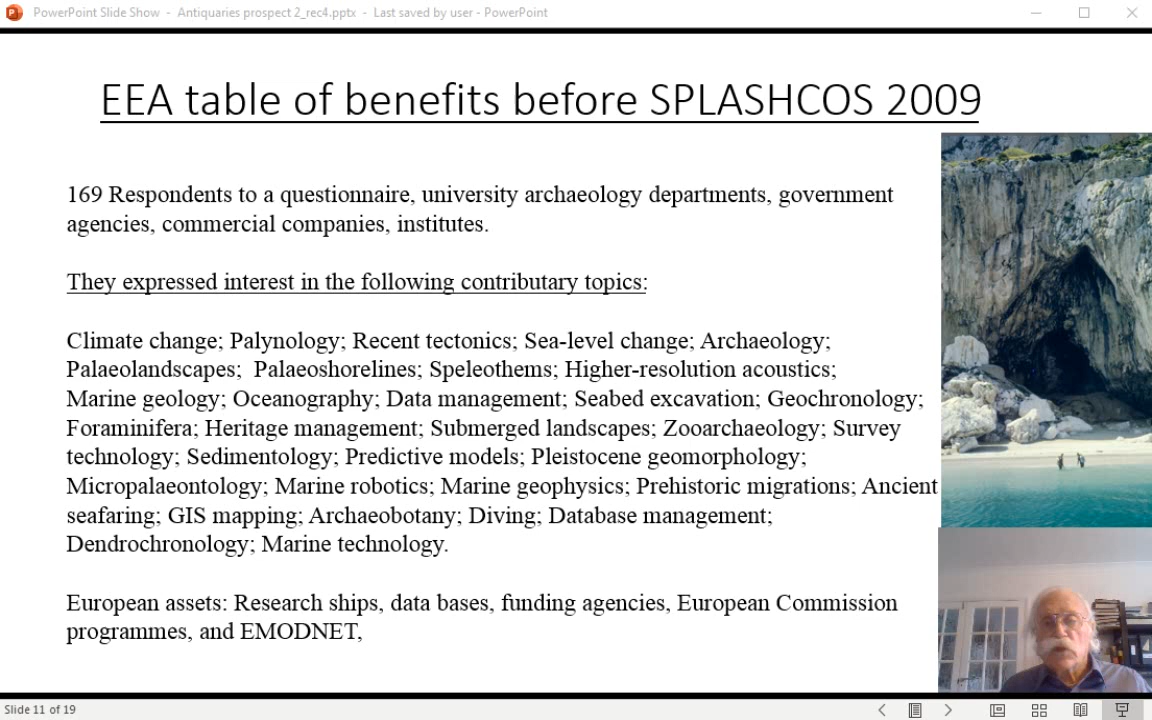 PowerPoint Slide Show - Antiquaries prospect 2_rec4.pptx - Last saved by user - PowerPoint
EEA table of benefits before SPLASHCOS 2009
169 Respondents to a questionnaire, university archaeology departments, government
agencies, commercial companies, institutes.
They expressed interest in the following contributary topics:
Climate change; Palynology; Recent tectonics; Sea-level change; Archaeology;
Palaeolandscapes;  Palaeoshorelines; Speleothems; Higher-resolution acoustics;
Marine geology; Oceanography; Data management; Seabed excavation; Geochronology;
Foraminifera; Heritage management; Submerged landscapes; Zooarchaeology; Survey
technology; Sedimentology; Predictive models; Pleistocene geomorphology;
Micropalaeontology; Marine robotics; Marine geophysics; Prehistoric migrations; Ancient
seafaring; GIS mapping; Archaeobotany; Diving; Database management;
Dendrochronology; Marine technology.
European assets: Research ships, data bases, funding agencies, European Commission
programmes, and EMODNET,
Slide 11 of 19